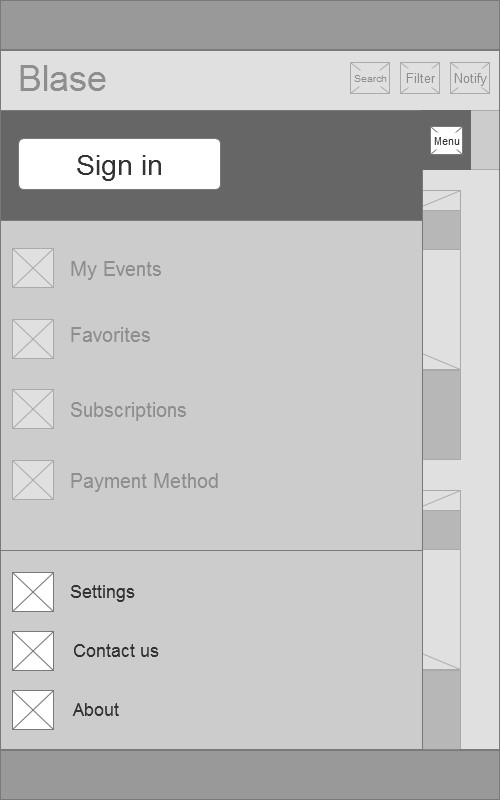 Blase
Search
Filter
Notify
Sign in
Menu
My Events
Favorites
Subscriptions
Payment Method
Settings
Contact us
About